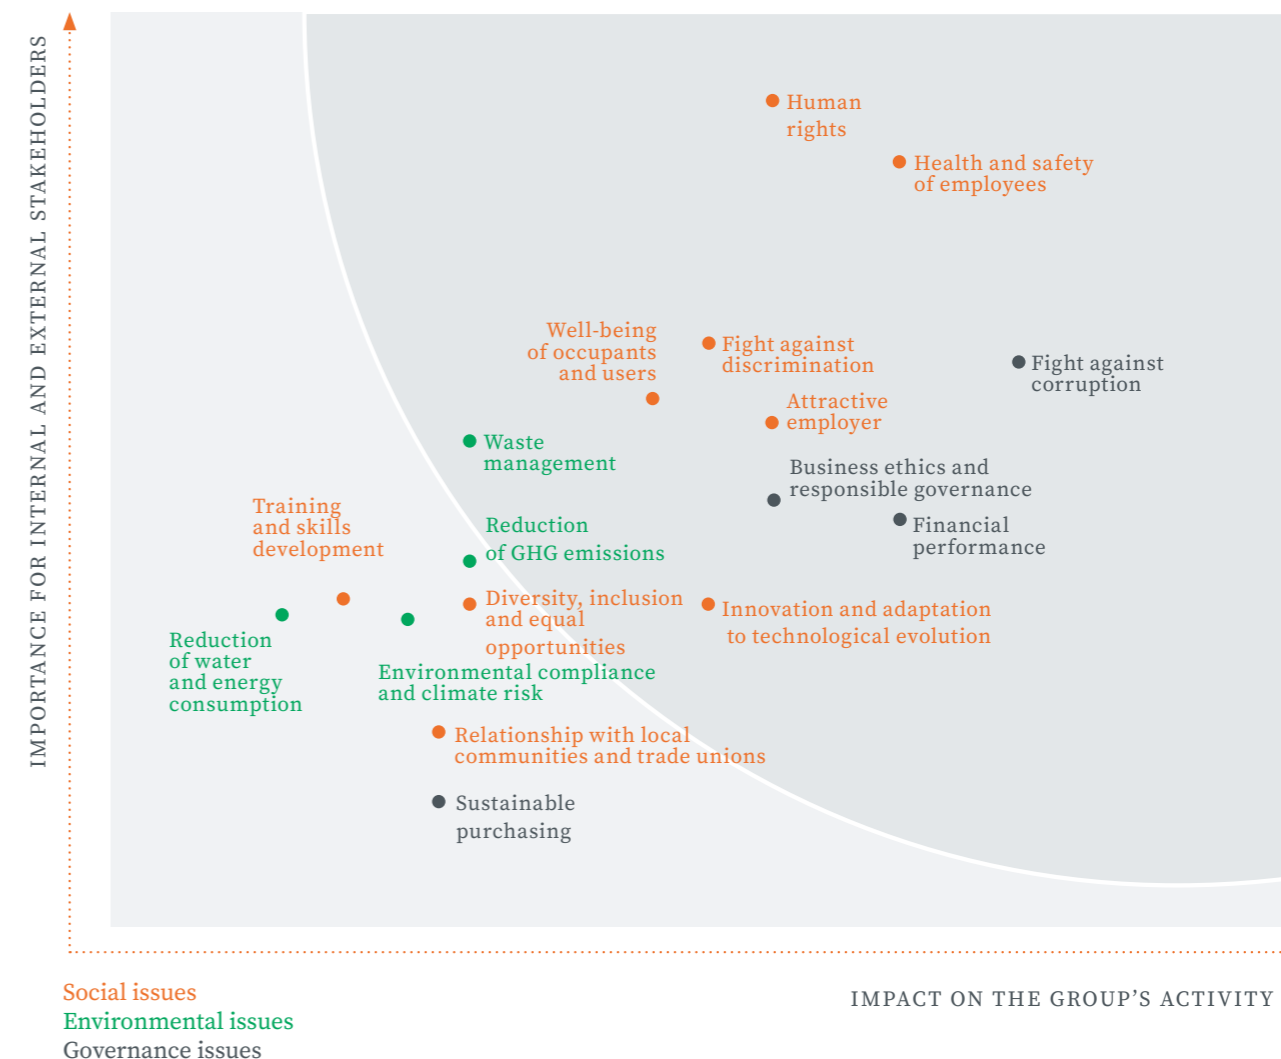 IMPORTANCE FOR INTERNAL AND EXTERNAL STAKEHOLDERS
Human
rights
Health and safety
of employees
Well-being
of occupants
and users
Fight against
discrimination
Fight against
corruption
Attractive
employer
Waste
management
Business ethics and
responsible governance
Training
and skills
development
Reduction
of GHG emissions
Financial
performance
Diversity, inclusion
and equal
opportunities
Innovation and adaptation
to technological evolution
Reduction
of water
and energy
consumption
Environmental compliance
and climate risk
Relationship with local
communities and trade unions
Sustainable
purchasing
Social issues
Environmental issues
Governance issues
IMPACT ON THE GROUP'S ACTIVITY